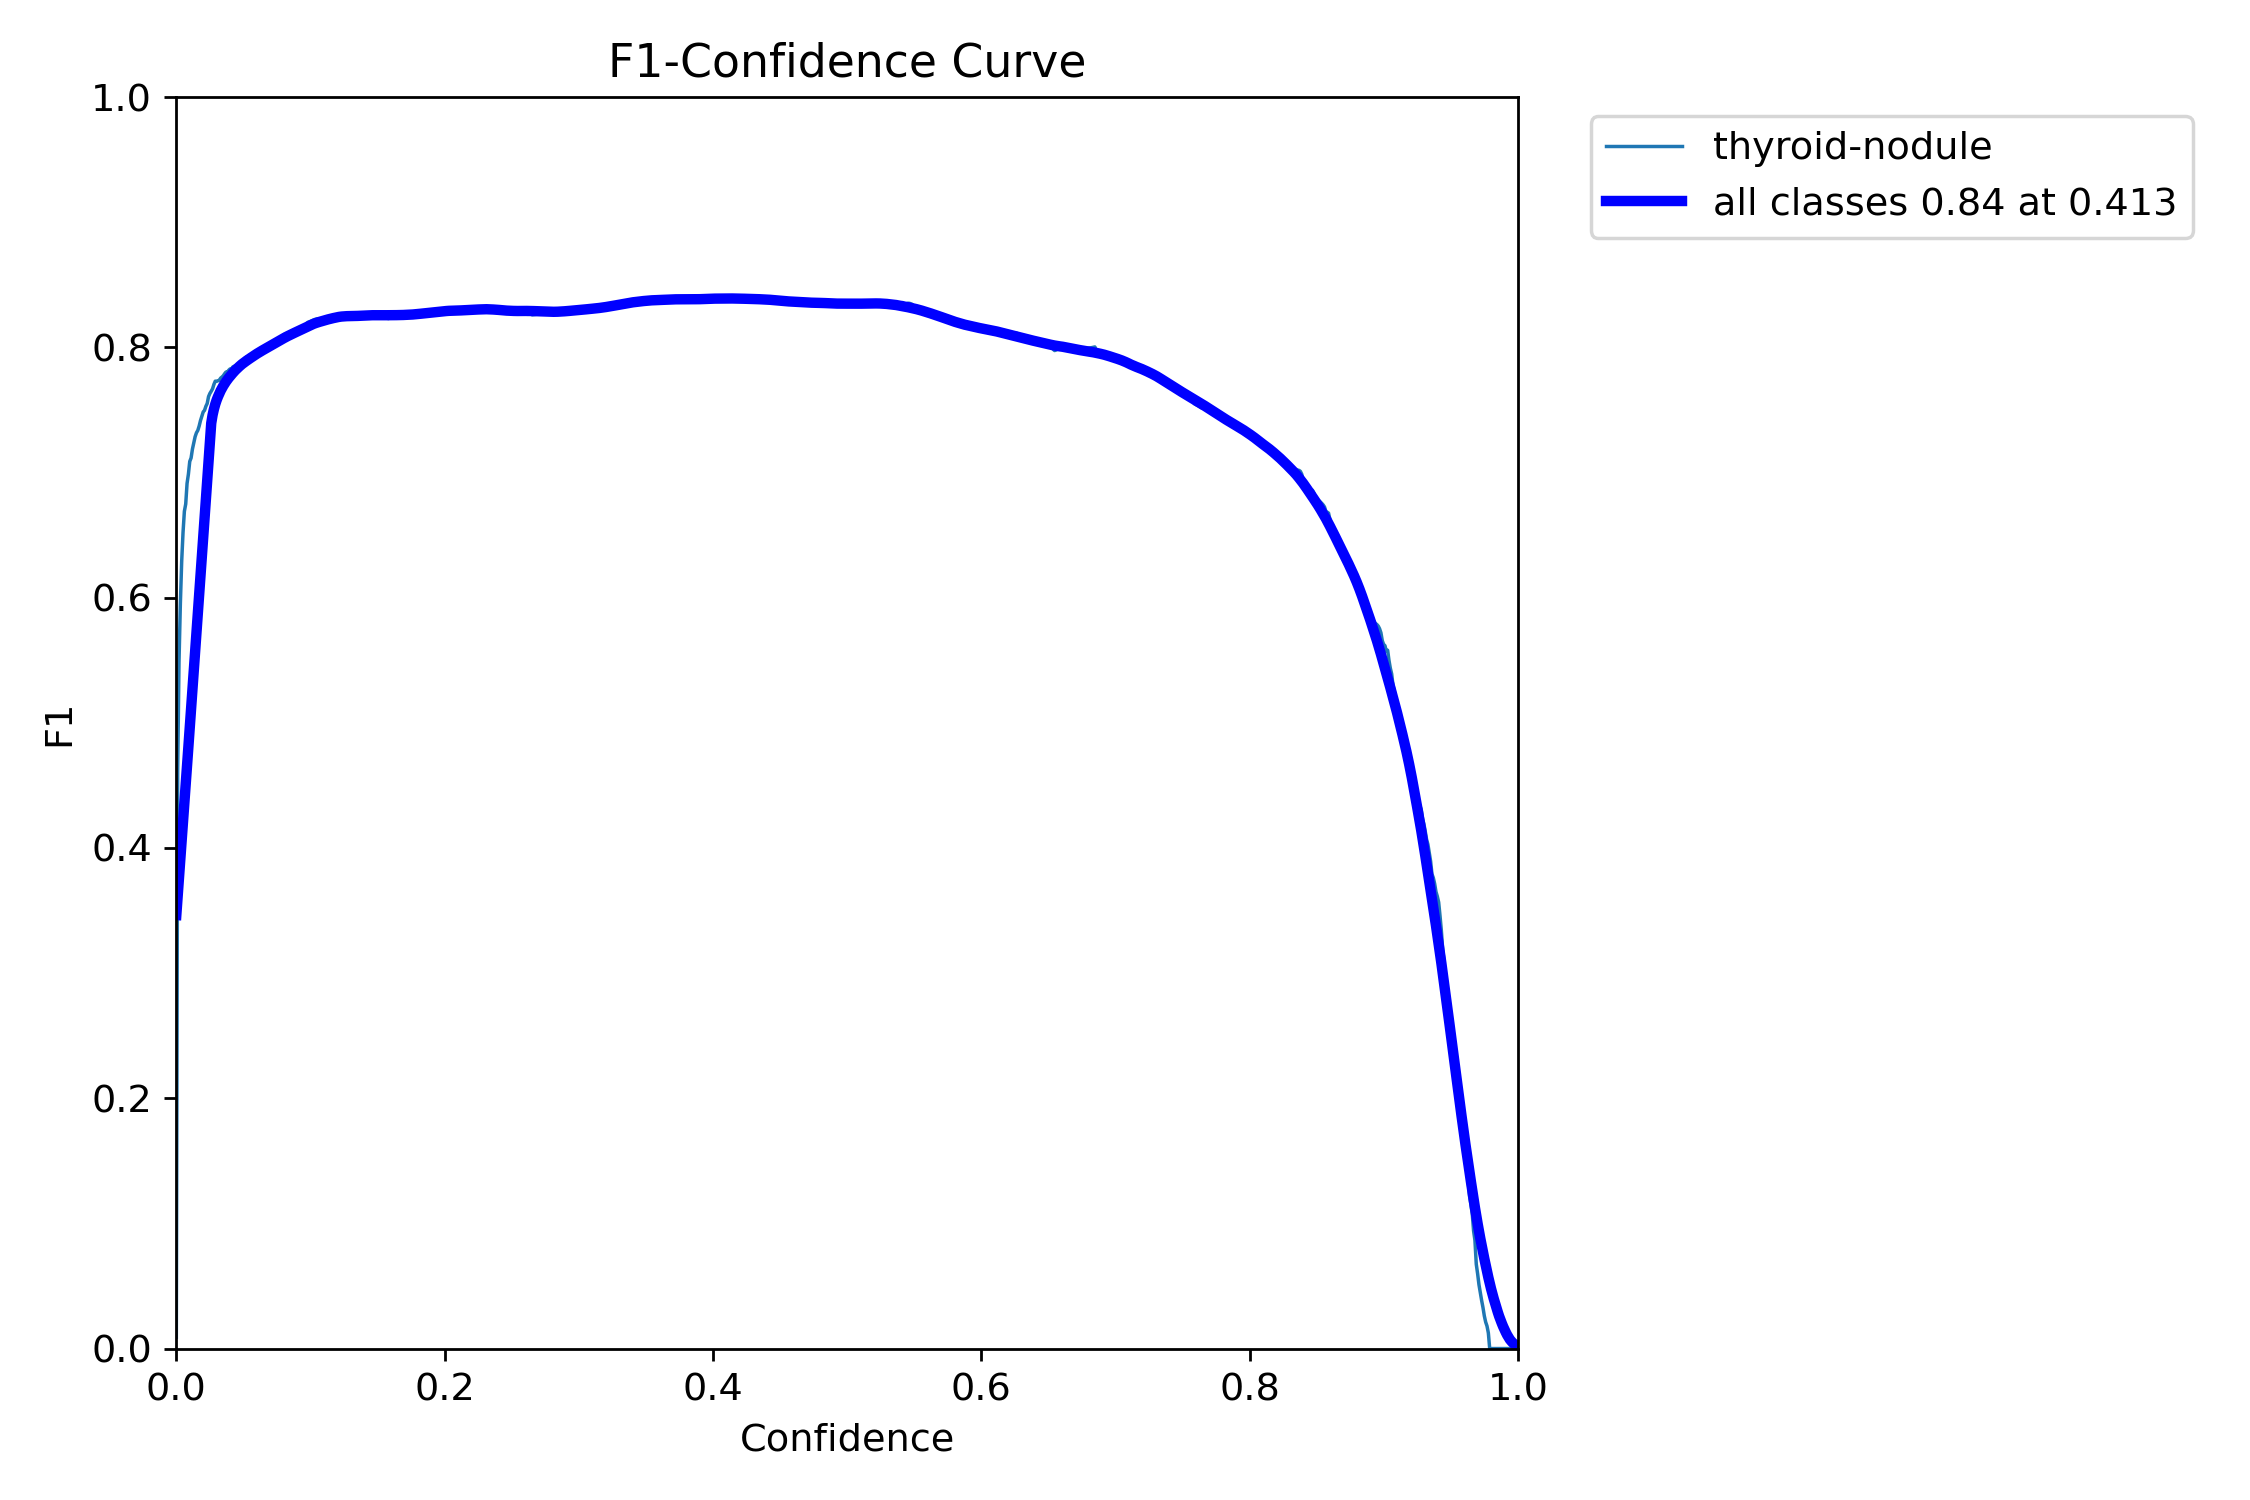 F1-Confidence Curve
1.0
0.8
0.6
0.4
0.2
0.0
F1
0.0 0.2 0.4 0.6 0.8 1.0
Confidence
thyroid-nodule
all classes 0.84 at 0.413